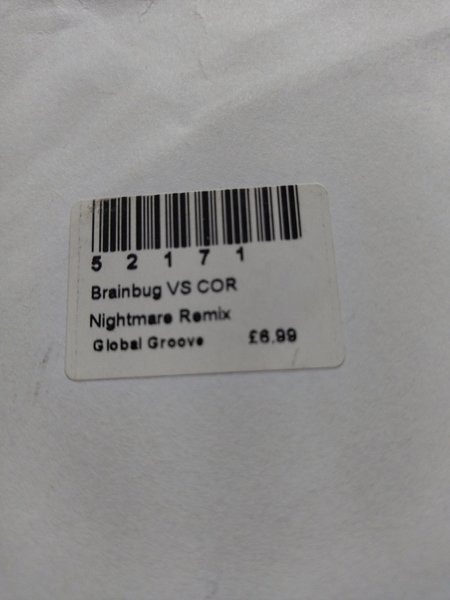 5 2 1 7 1
Brainbug VS COR
Nightmare Remix
Global Groove £6.99